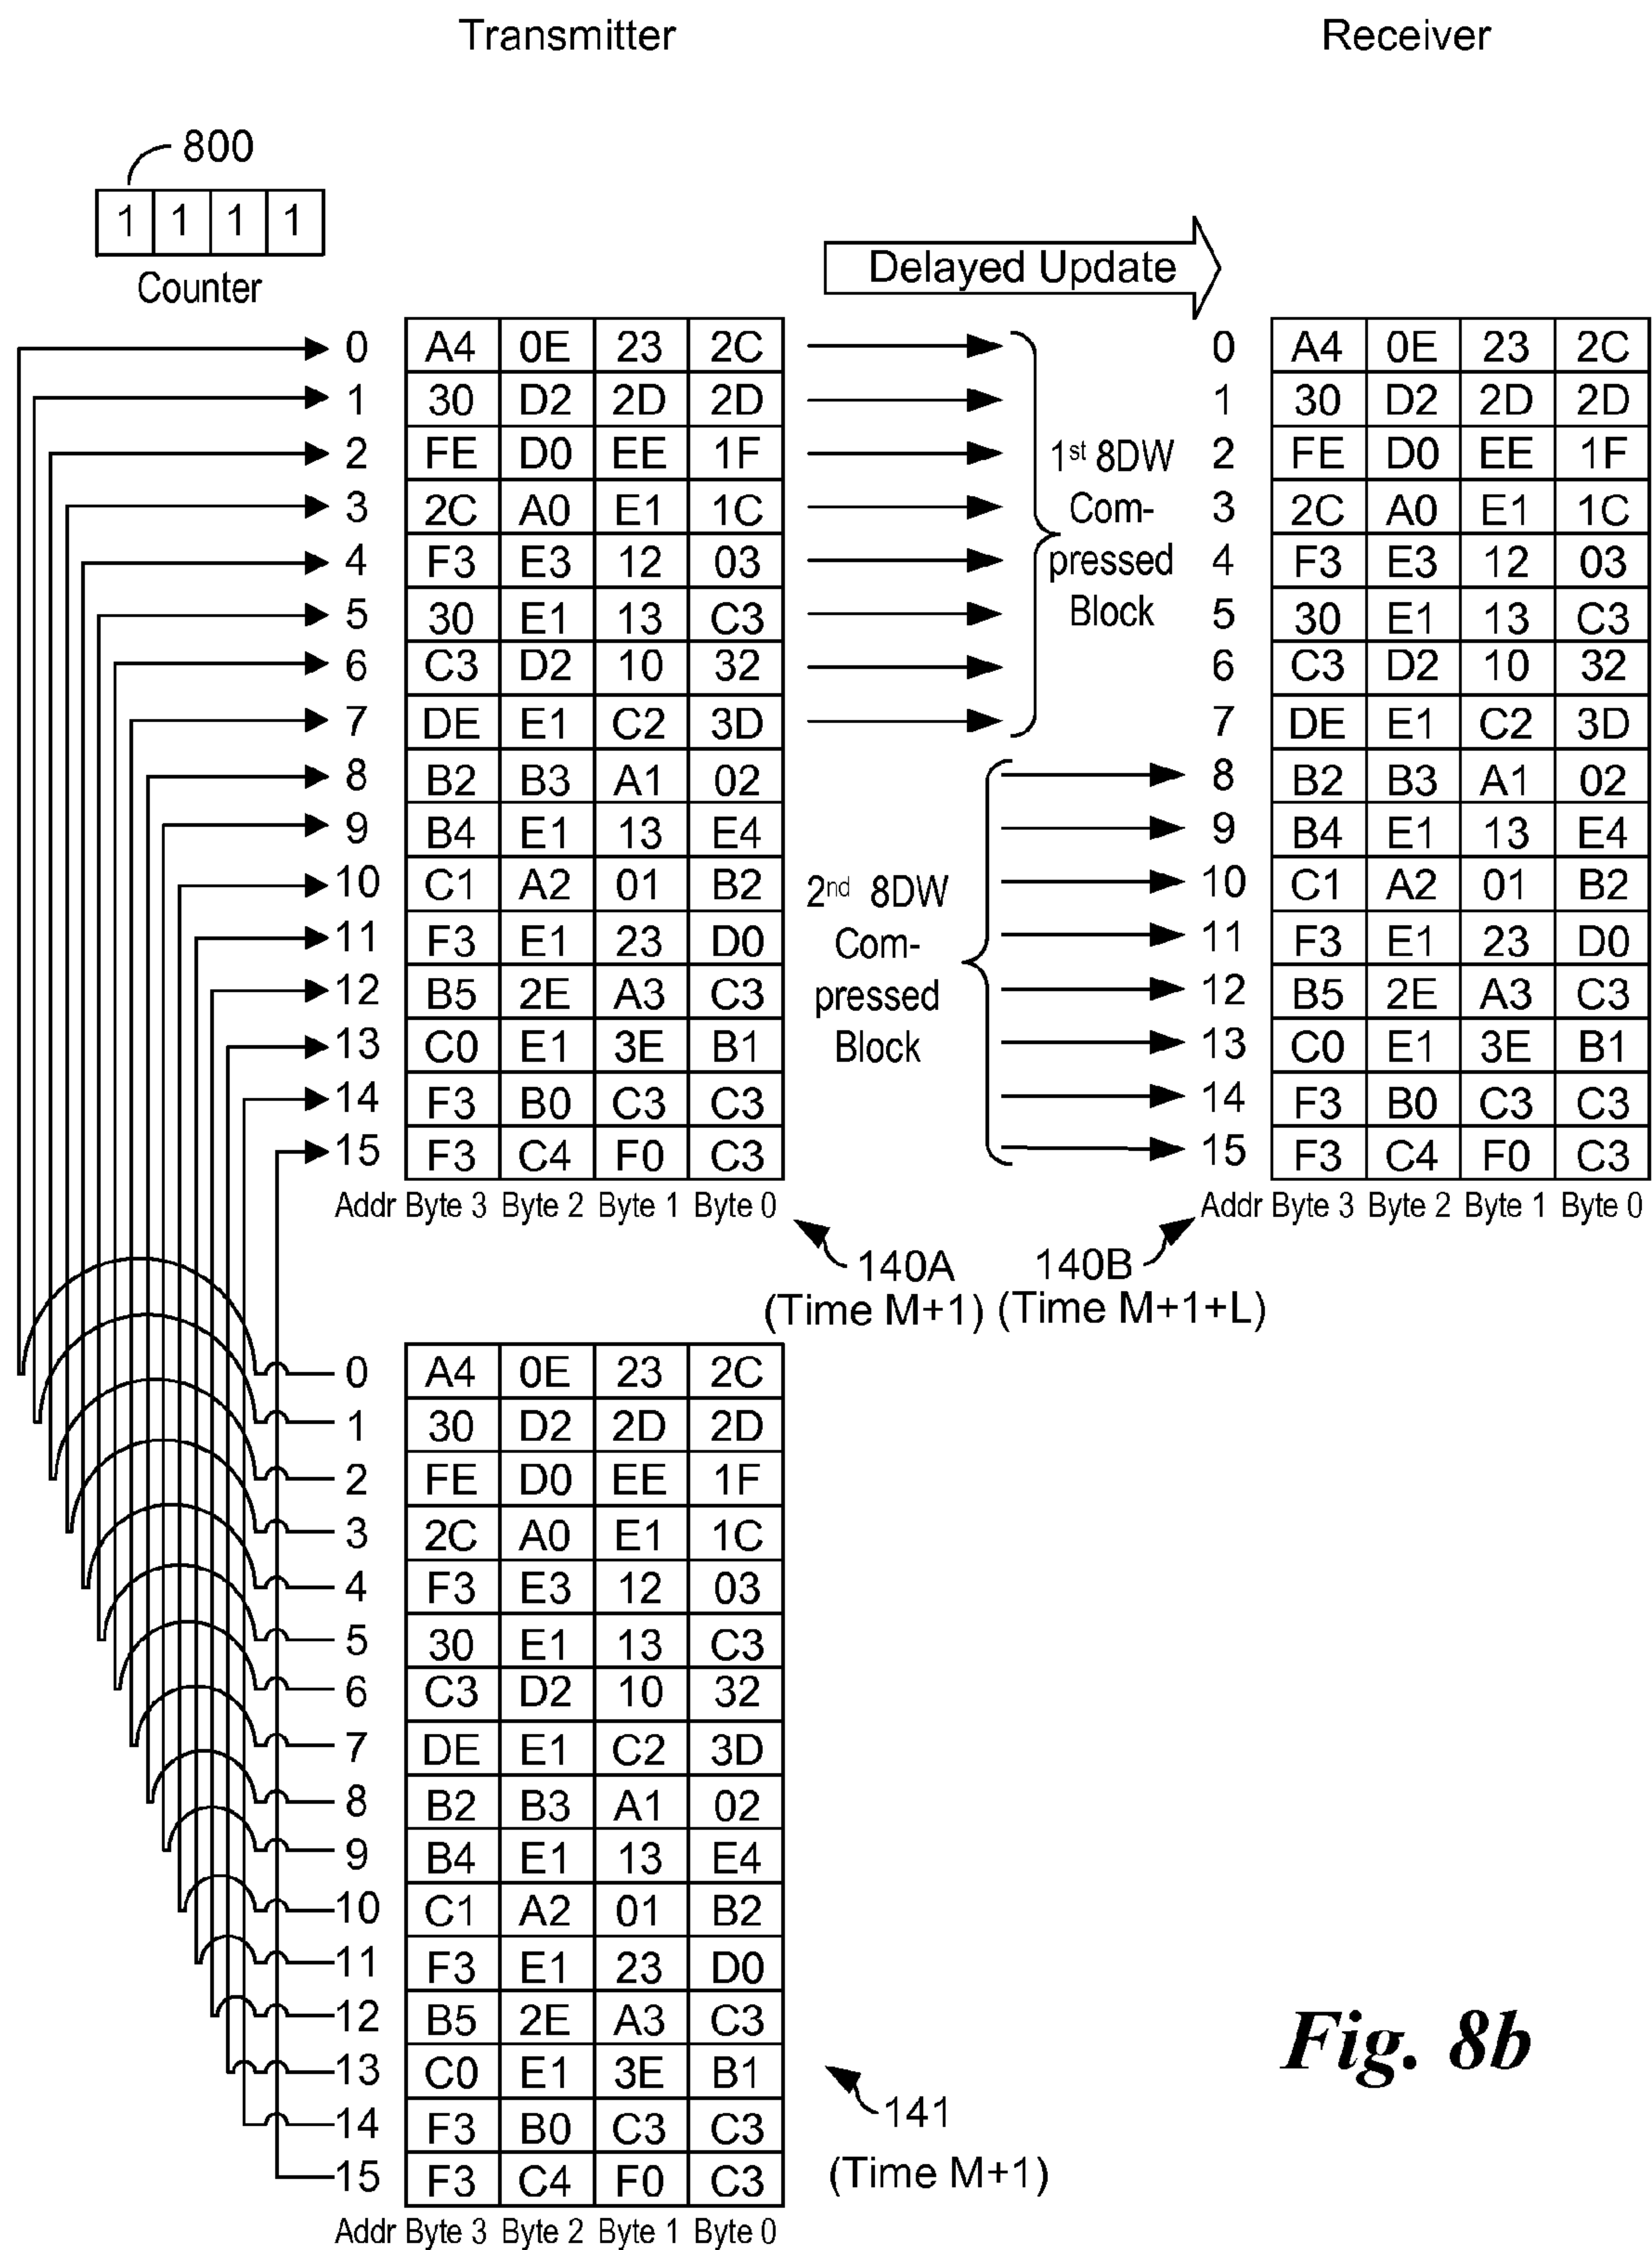 Transmitter Receiver
800
1 1 1 1
Counter
Delayed Update
0 A4 0E 23 2C 0 A4 0E 23 2C
1 30 D2 2D 2D 1 30 D2 2D 2D
2 FE D0 EE 1F 1st 8DW 2 FE D0 EE 1F
3 2C A0 E1 1C Com- 3 2C A0 E1 1C
4 F3 E3 12 03 pressed 4 F3 E3 12 03
5 30 E1 13 C3 Block 5 30 E1 13 C3
6 C3 D2 10 32 6 C3 D2 10 32
7 DE E1 C2 3D 7 DE E1 C2 3D
8 B2 B3 A1 02 8 B2 B3 A1 02
9 B4 E1 13 E4 9 B4 E1 13 E4
10 C1 A2 01 B2 2nd 8DW 10 C1 A2 01 B2
11 F3 E1 23 D0 Com- 11 F3 E1 23 D0
12 B5 2E A3 C3 pressed 12 B5 2E A3 C3
13 C0 E1 3E B1 Block 13 C0 E1 3E B1
14 F3 B0 C3 C3 14 F3 B0 C3 C3
15 F3 C4 F0 C3 15 F3 C4 F0 C3
Addr Byte 3 Byte 2 Byte 1 Byte 0 Addr Byte 3 Byte 2 Byte 1 Byte 0
140A 140B
(Time M+1) (Time M+1+L)
0 A4 0E 23 2C
1 30 D2 2D 2D
2 FE D0 EE 1F
3 2C A0 E1 1C
4 F3 E3 12 03
5 30 E1 13 C3
6 C3 D2 10 32
7 DE E1 C2 3D
8 B2 B3 A1 02
9 B4 E1 13 E4
10 C1 A2 01 B2
11 F3 E1 23 D0
12 B5 2E A3 C3
13 C0 E1 3E B1
14 F3 B0 C3 C3
15 F3 C4 F0 C3
Addr Byte 3 Byte 2 Byte 1 Byte 0
141
(Time M+1)
Fig. 8b